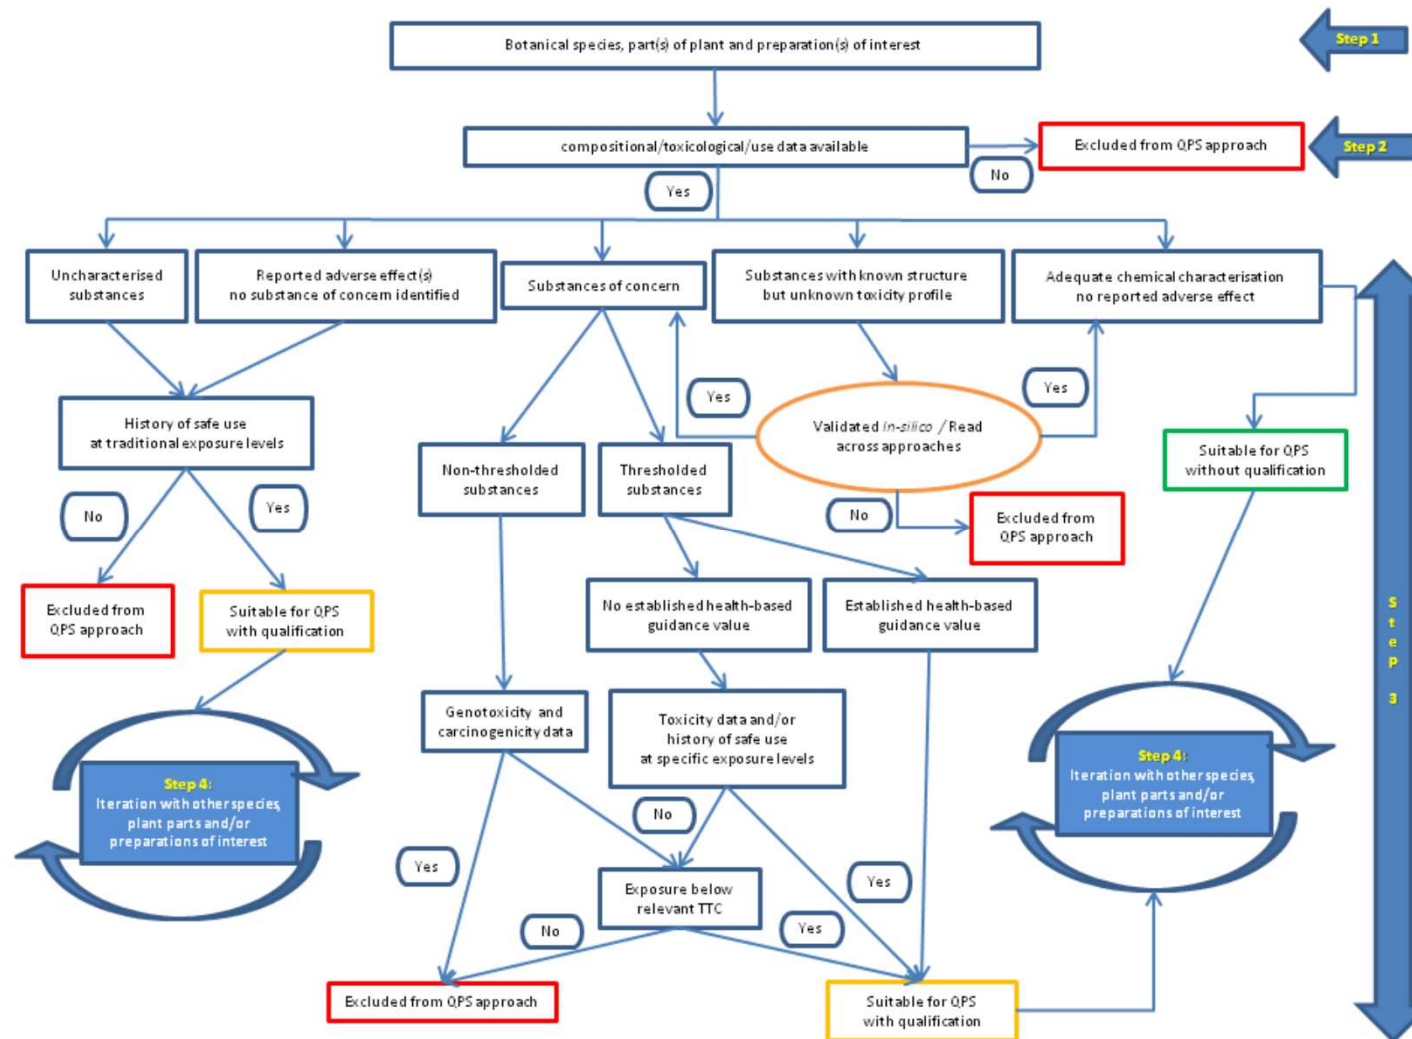 Botanical species, part(s) of plant and preparation(s) of interest
Step 1
compositional/toxicological/use data available
Excluded from QPS approach
Step 2
No
Yes
Uncharacterised
substances
Reported adverse effect(s)
no substance of concern identified
Substances of concern
Substances with known structure
but unknown toxicity profile
Adequate chemical characterisation
no reported adverse effect
Yes
Yes
History of safe use
at traditional exposure levels
Validated in-silico / Read
across approaches
Suitable for QPS
without qualification
Non-thresholded
substances
Thresholded
substances
No
Yes
No
Excluded from
QPS approach
Excluded from
QPS approach
Suitable for QPS
with qualification
No established health-based
guidance value
Established health-based
guidance value
Step 3
Genotoxicity and
carcinogenicity data
Toxicity data and/or
history of safe use
at specific exposure levels
Step 4:
Iteration with other species,
plant parts and/or
preparations of interest
Step 4:
Iteration with other species,
plant parts and/or
preparations of interest
No
Yes
Yes
Exposure below
relevant TTC
No
Yes
Excluded from QPS approach
Suitable for QPS
with qualification